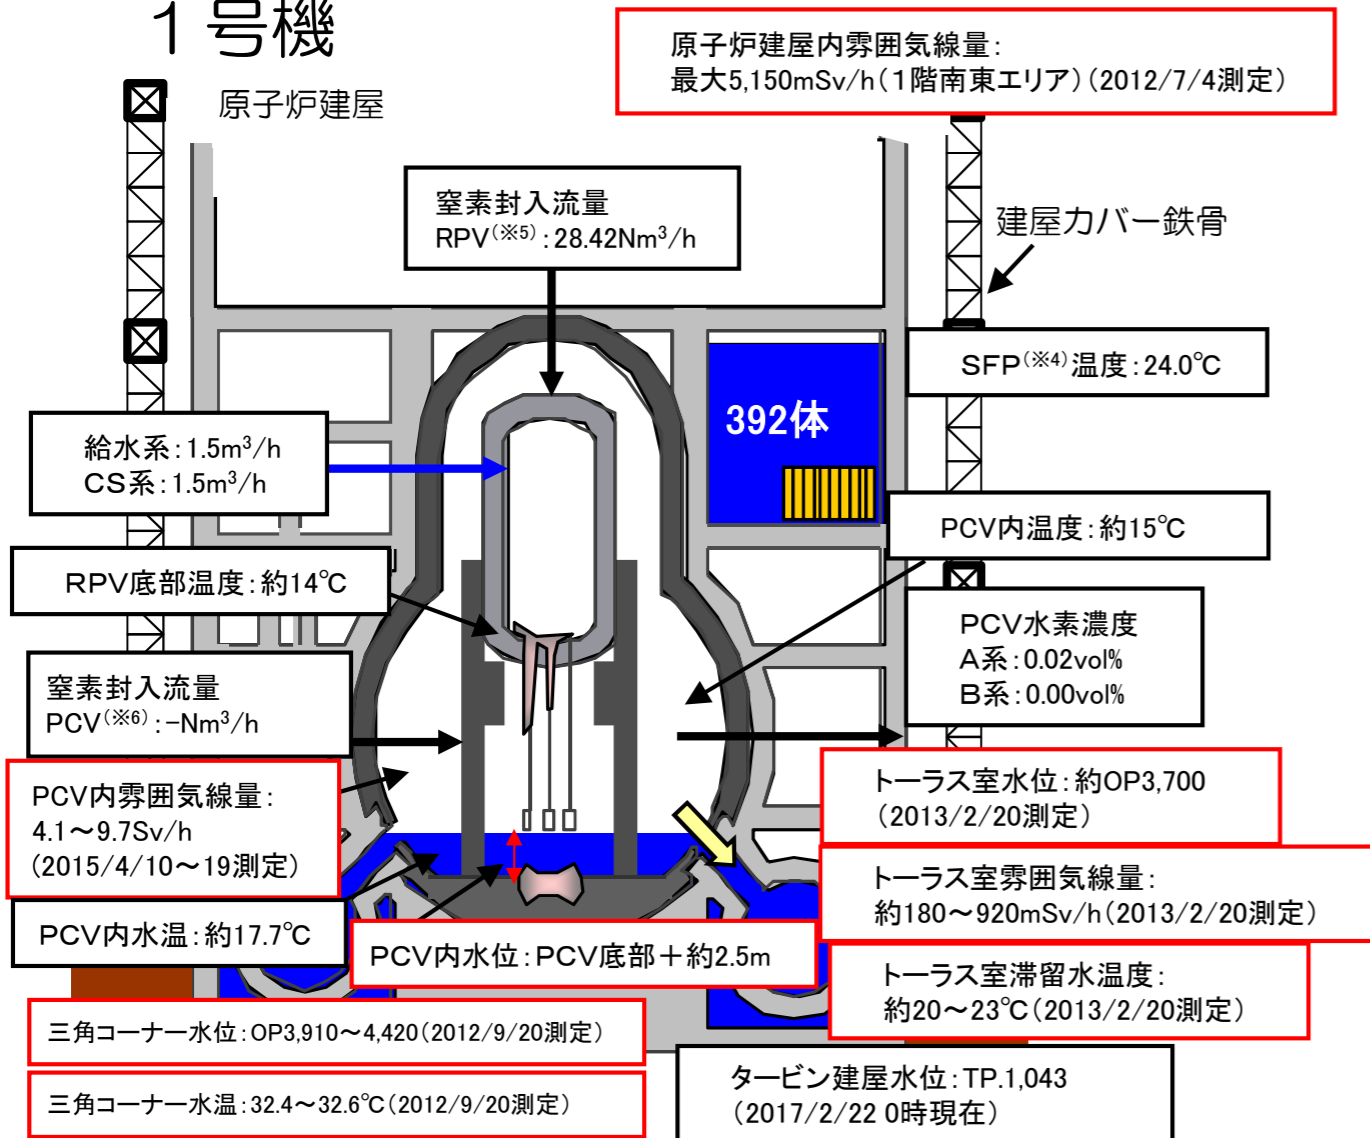 １号機
原子炉建屋内雰囲気線量：
最大5,150mSv/h（１階南東エリア）（2012/7/4測定）
原子炉建屋
窒素封入流量
RPV(※5)：28.42Nm³/h
建屋カバー鉄骨
SFP(※4)温度：24.0℃
392体
給水系：1.5m³/h
ＣＳ系：1.5m³/h
PCV内温度：約15℃
ＲＰＶ底部温度：約14℃
PCV水素濃度
Ａ系：0.02vol%
Ｂ系：0.00vol%
窒素封入流量
PCV(※6)：-Nm³/h
PCV内雰囲気線量：
4.1～9.7Sv/h
（2015/4/10～19測定）
トーラス室水位：約OP3,700
（2013/2/20測定）
トーラス室雰囲気線量：
約180～920mSv/h（2013/2/20測定）
PCV内水温：約17.7℃
PCV内水位：PCV底部＋約2.5m
トーラス室滞留水温度：
約20～23℃（2013/2/20測定）
三角コーナー水位：OP3,910～4,420（2012/9/20測定）
三角コーナー水温：32.4～32.6℃（2012/9/20測定）
タービン建屋水位：TP.1,043
（2017/2/22 0時現在）